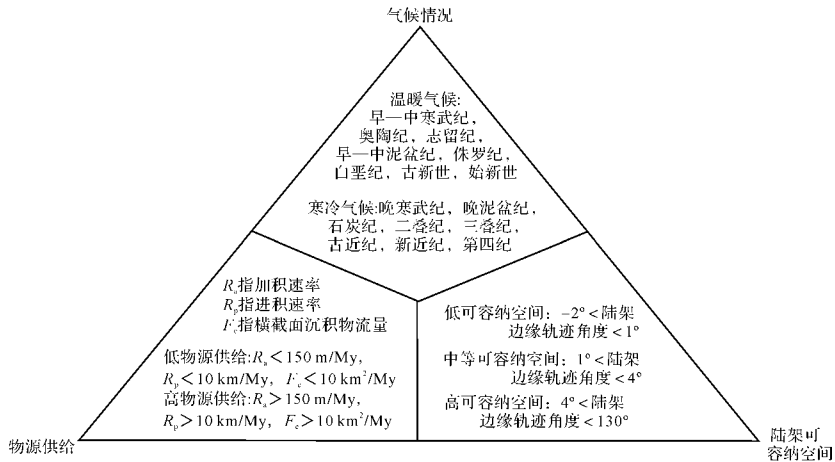 气候情况
温暖气候:
早—中寒武纪，
奥陶纪，志留纪，
早—中泥盆纪，侏罗纪，
白垩纪，古新世，始新世
寒冷气候:晚寒武纪，晚泥盆纪，
石炭纪，二叠纪，三叠纪，
古近纪，新近纪，第四纪
Rₐ指加积速率
Rₚ指进积速率
F꜀指横截面沉积物流量
低物源供给:Rₐ＜150 m/My,
Rₚ＜10 km/My, F꜀＜10 km²/My
高物源供给:Rₐ＞150 m/My,
Rₚ＞10 km/My, F꜀＞10 km²/My
低可容纳空间：-2°＜陆架
边缘轨迹角度＜1°
中等可容纳空间：1°＜陆架
边缘轨迹角度＜4°
高可容纳空间：4°＜陆架
边缘轨迹角度＜130°
物源供给
陆架可
容纳空间